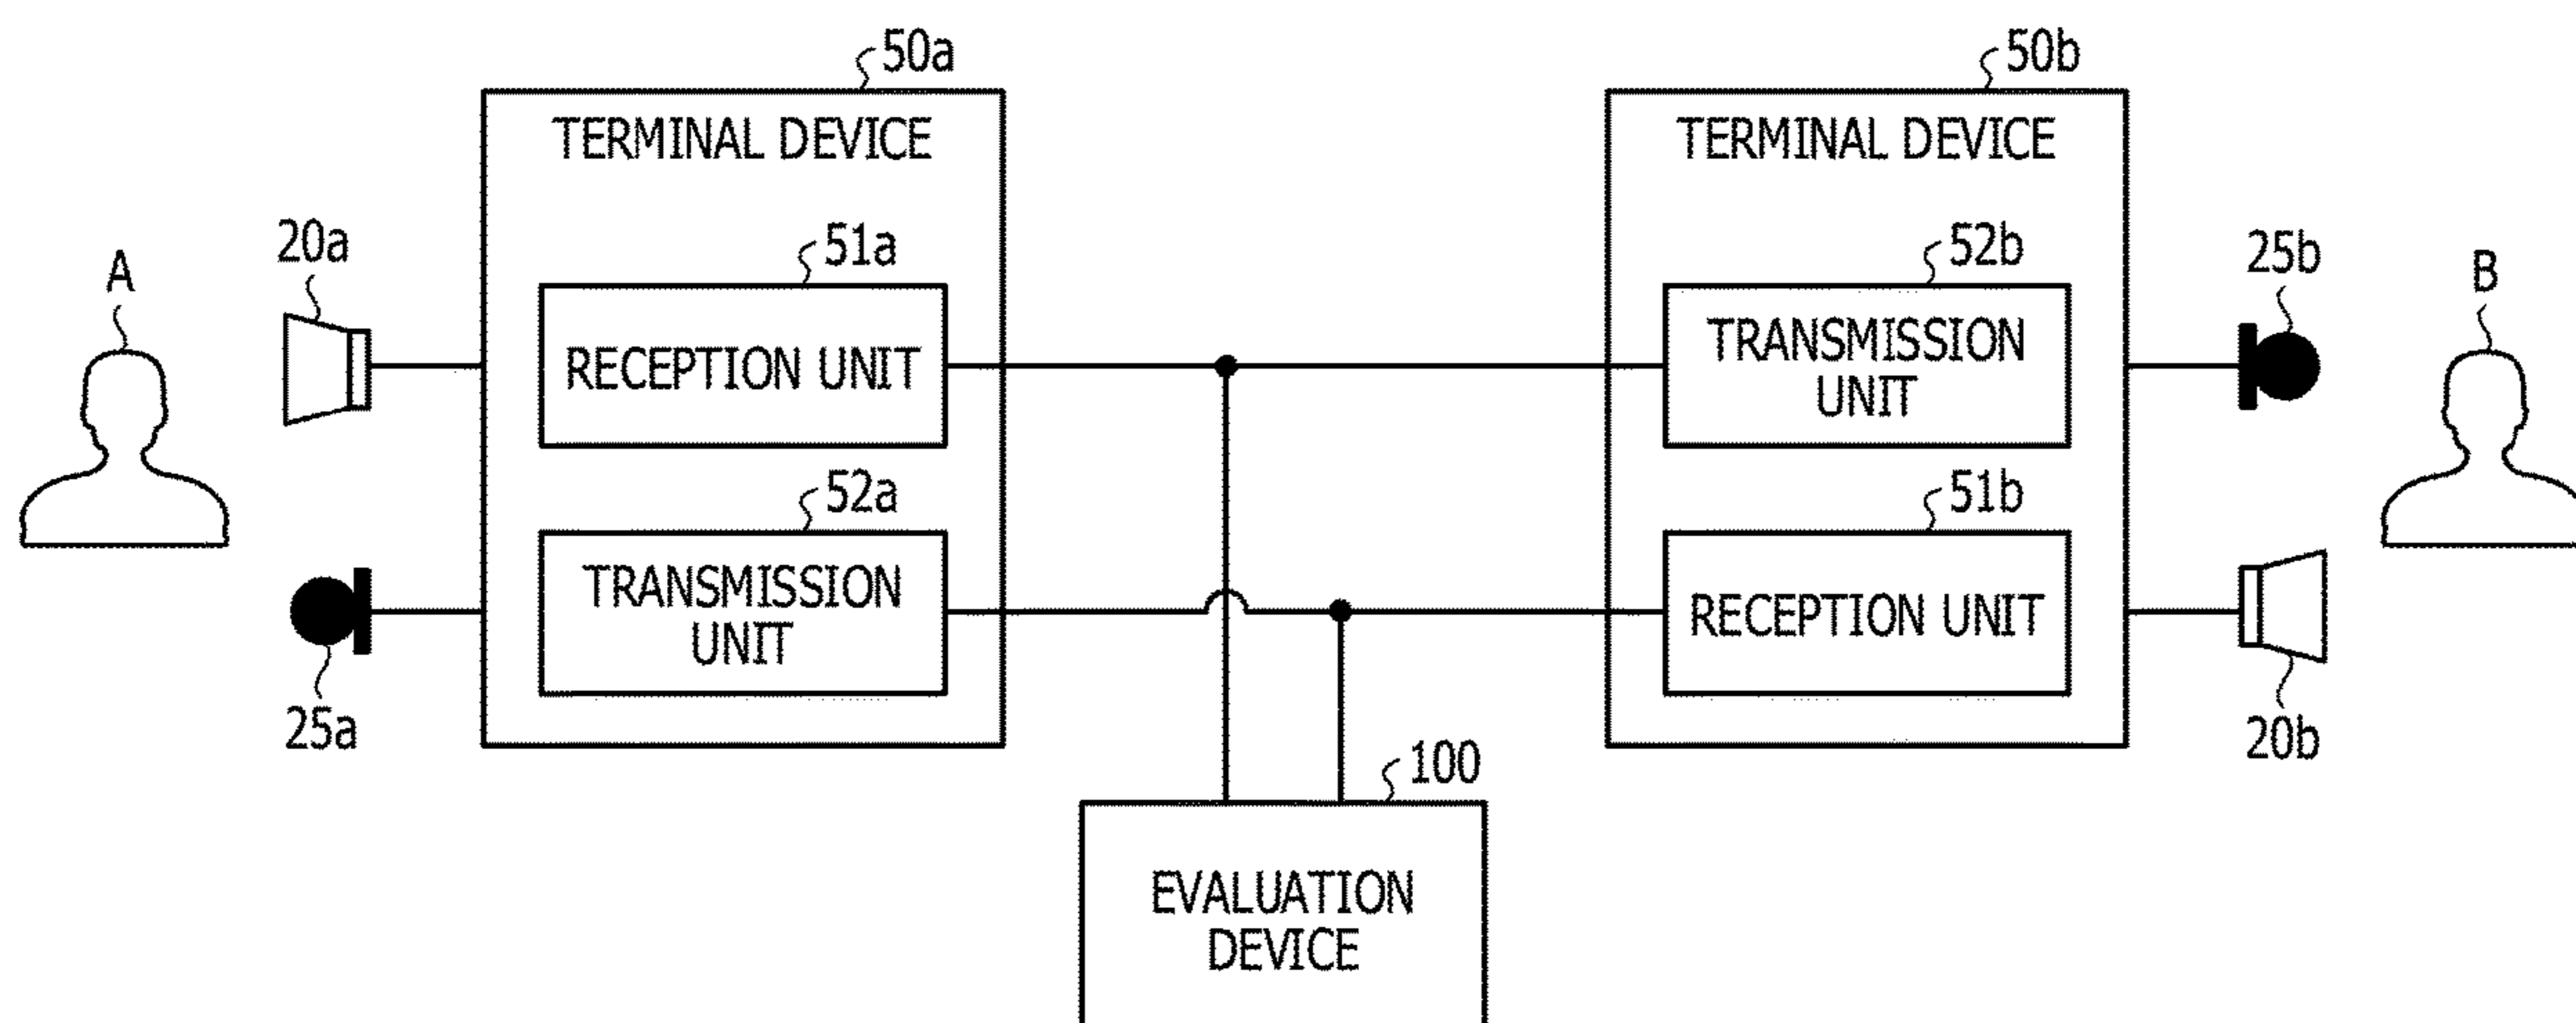 50a
50b
TERMINAL DEVICE
TERMINAL DEVICE
20a
51a
52b
25b
A
B
RECEPTION UNIT
TRANSMISSION
UNIT
52a
51b
TRANSMISSION
UNIT
RECEPTION UNIT
25a
20b
100
EVALUATION
DEVICE